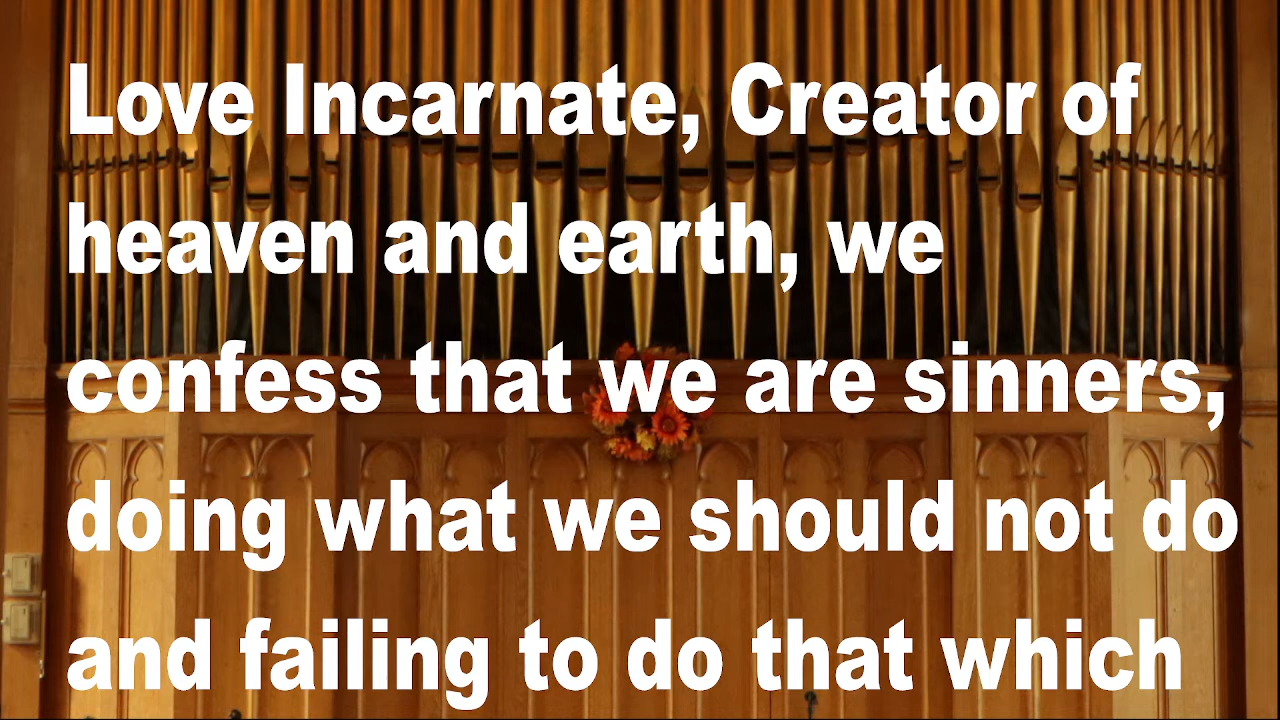 Love Incarnate, Creator of
heaven and earth, we
confess that we are sinners,
doing what we should not do
and failing to do that which